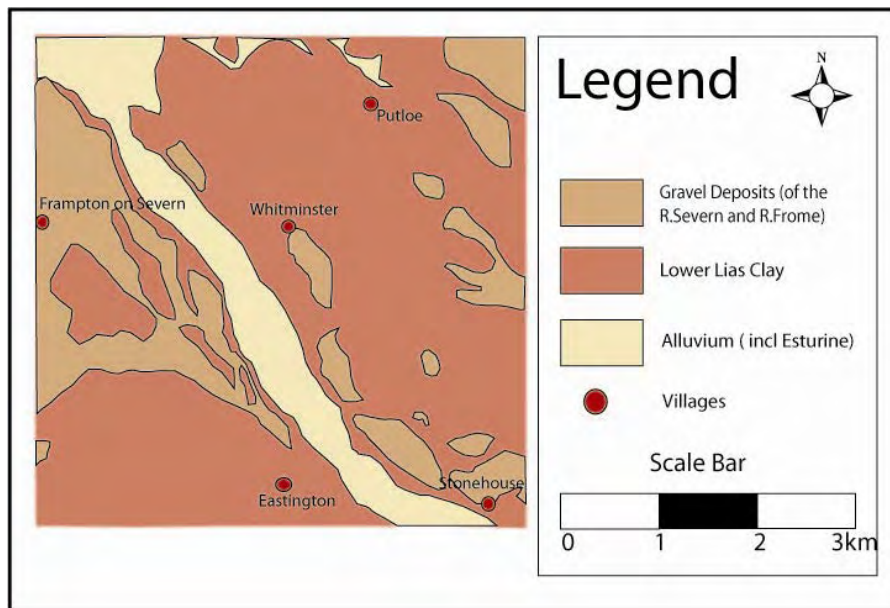 Putloe
Frampton on Severn
Whitminster
Stonehouse
Eastington
Legend
N
Gravel Deposits (of the
R.Severn and R.Frome)
Lower Lias Clay
Alluvium ( incl Esturine)
Villages
Scale Bar
0 1 2 3km